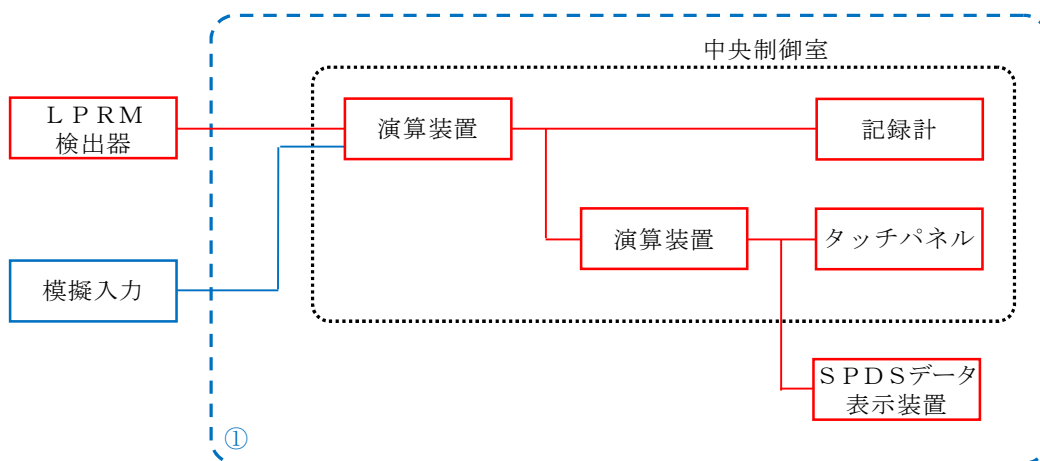 中央制御室
ＬＰＲＭ
検出器
演算装置
記録計
演算装置
タッチパネル
模擬入力
ＳＰＤＳデータ
表示装置
①